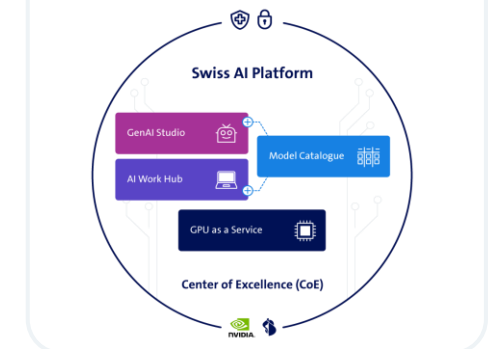 Swiss AI Platform
GenAI Studio
Model Catalogue
AI Work Hub
GPU as a Service
Center of Excellence (CoE)
NVIDIA.